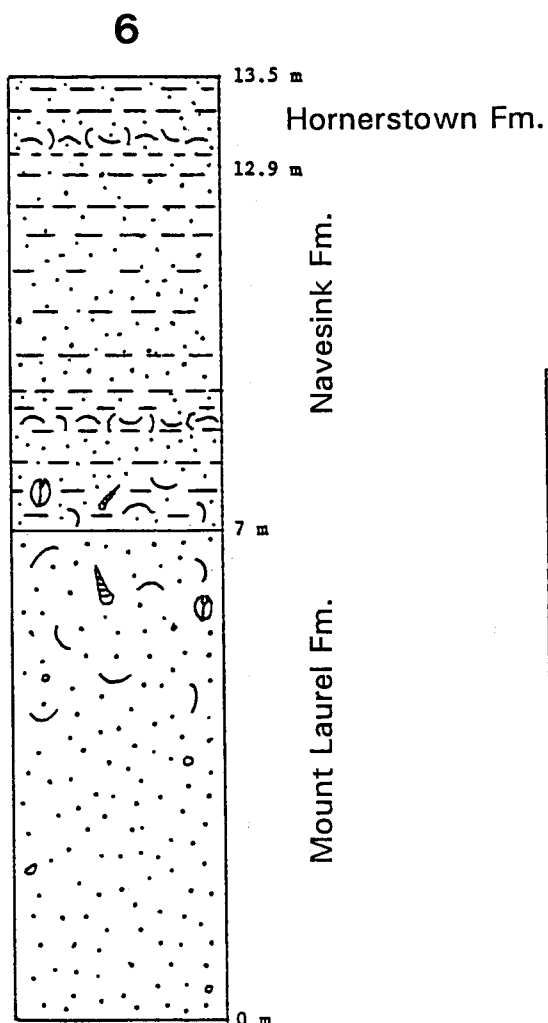 6
13.5 m
Hornerstown Fm.
12.9 m
Navesink Fm.
7 m
Mount Laurel Fm.
0 m